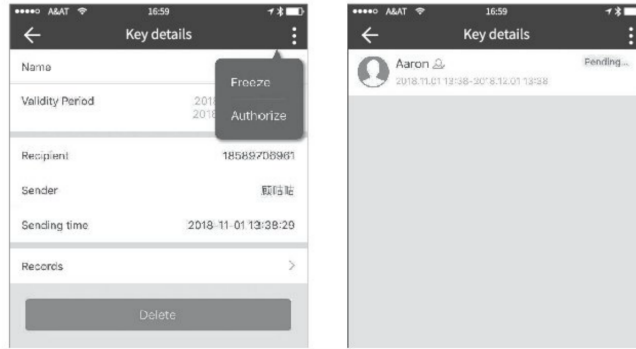 A&AT 16:59
Key details
Name
Freeze
Validity Period 201
2018
Authorize
Recipient 18589706961
Sender
Sending time 2018-11-01 13:38:29
Records
Delete
A&AT 16:59
Key details
Aaron Pending...
2018.11.01 13:38-2018.12.01 13:38